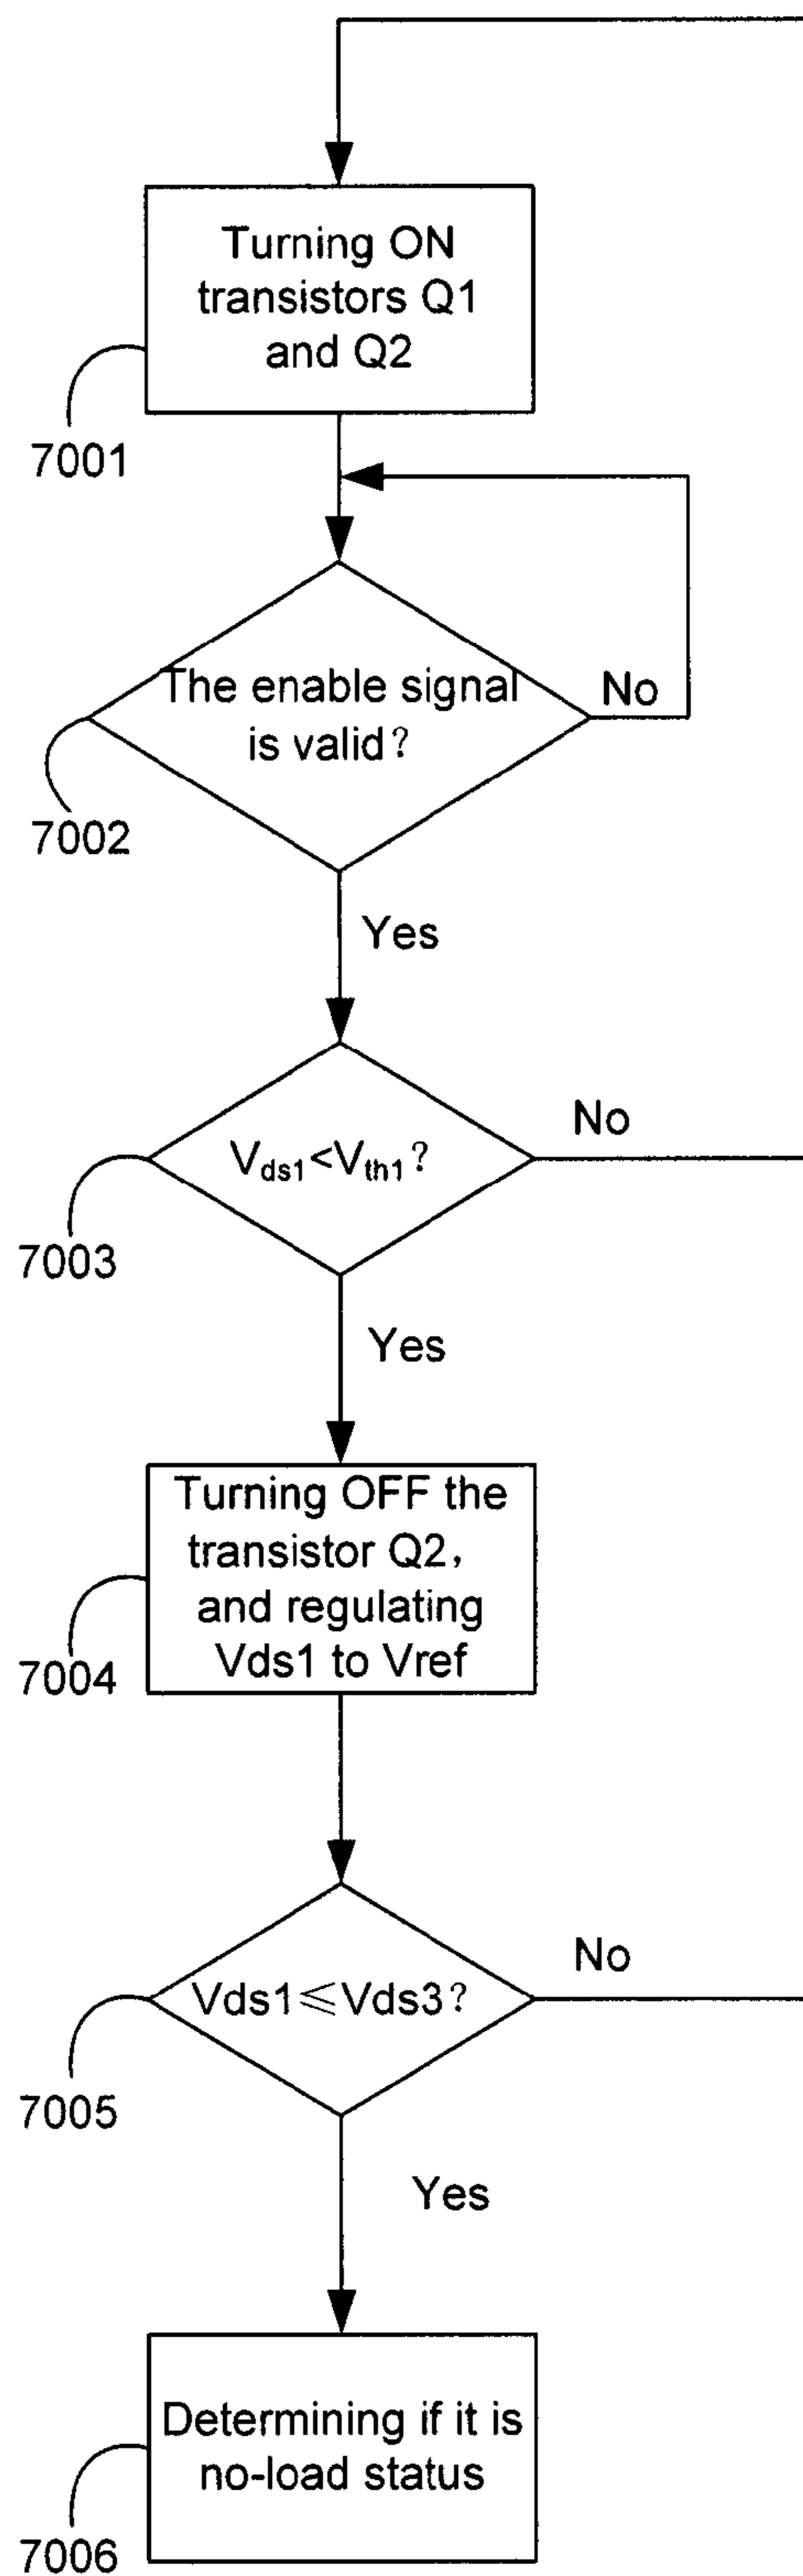 Turning ON
transistors Q1
and Q2
7001
The enable signal
is valid？
No
7002
Yes
Vds1<Vth1？
No
7003
Yes
Turning OFF the
transistor Q2，
and regulating
Vds1 to Vref
7004
Vds1≤Vds3？
No
7005
Yes
Determining if it is
no-load status
7006